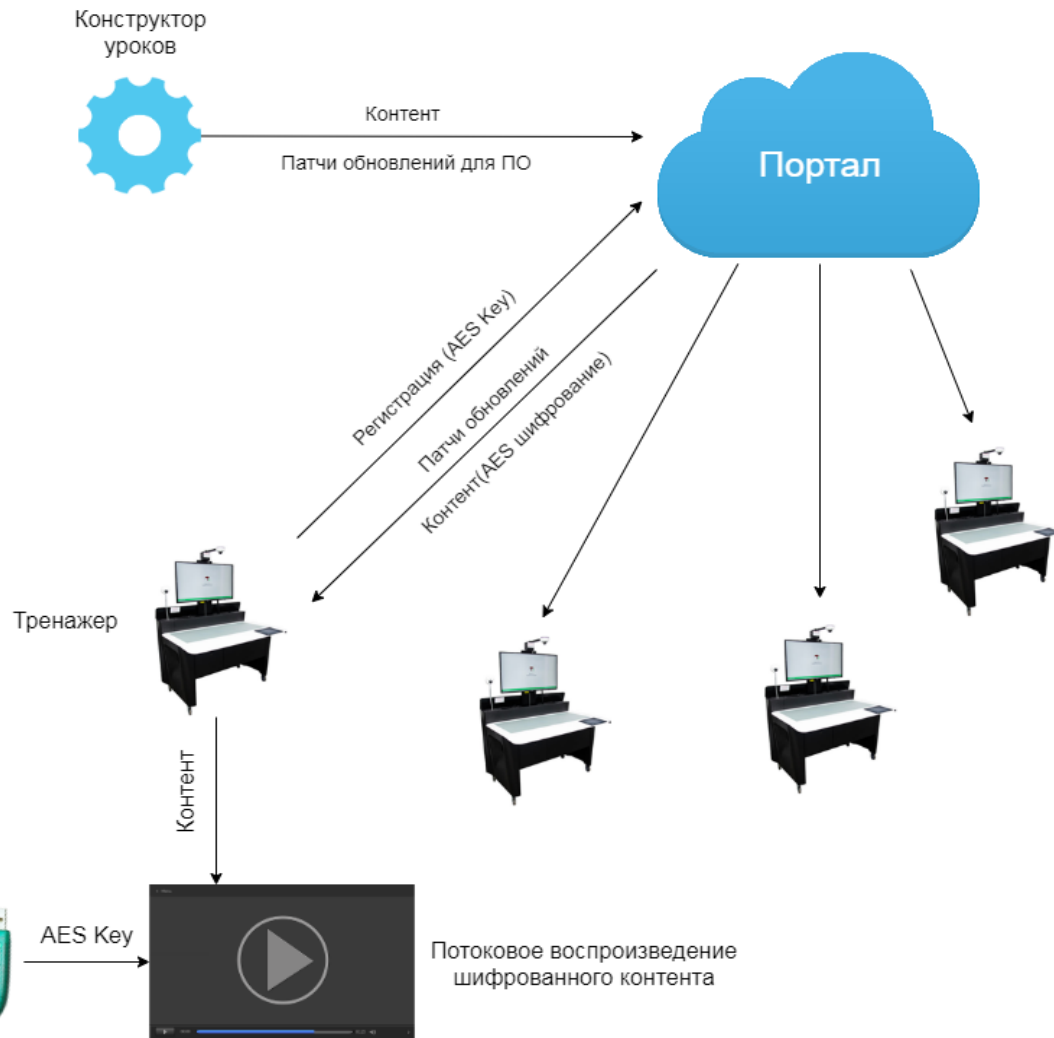 Конструктор
уроков
Контент
Патчи обновлений для ПО
Портал
Регистрация (AES Key)
Патчи обновлений
Контент(AES шифрование)
Тренажер
Контент
AES Key
Потоковое воспроизведение
шифрованного контента